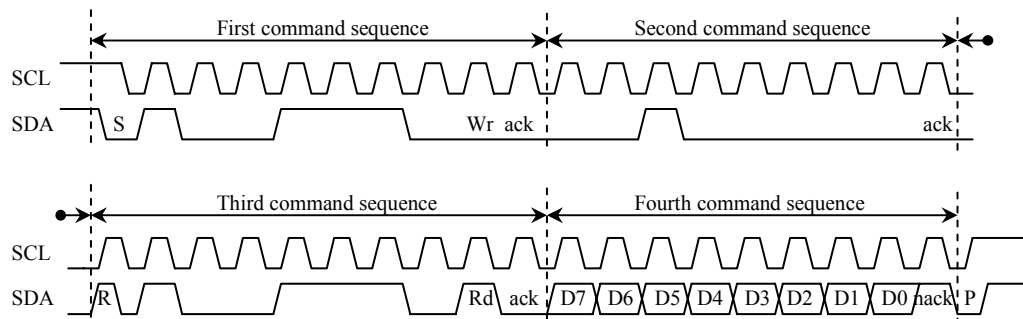 First command sequence Second command sequence
SCL
SDA S Wr ack ack
Third command sequence Fourth command sequence
SCL
SDA R Rd ack D7 D6 D5 D4 D3 D2 D1 D0 nack P